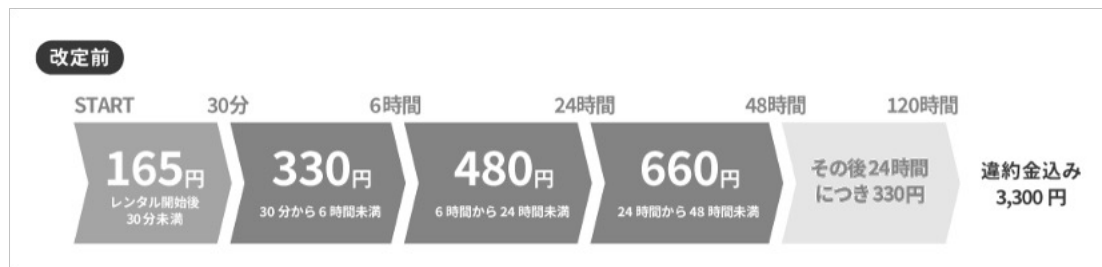 改定前
START 30分 6時間 24時間 48時間 120時間
165円
レンタル開始後
30分未満
330円
30分から6時間未満
480円
6時間から24時間未満
660円
24時間から48時間未満
その後24時間
につき330円
違約金込み
3,300円